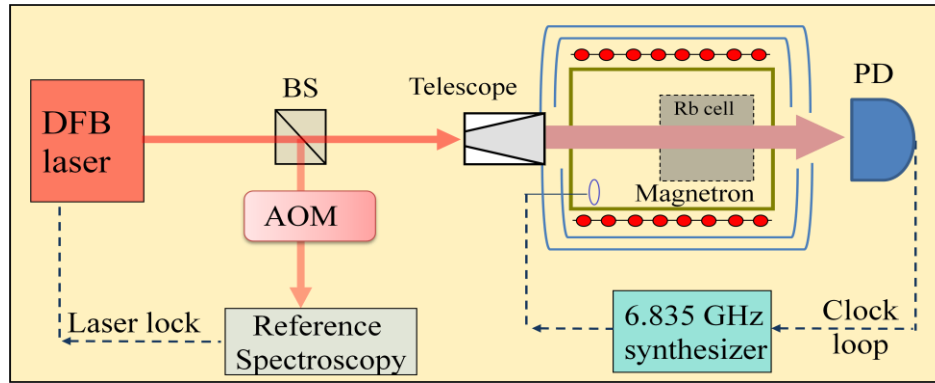 DFB
laser
BS
Telescope
Rb cell
PD
AOM
Magnetron
Laser lock
Reference
Spectroscopy
6.835 GHz
synthesizer
Clock
loop